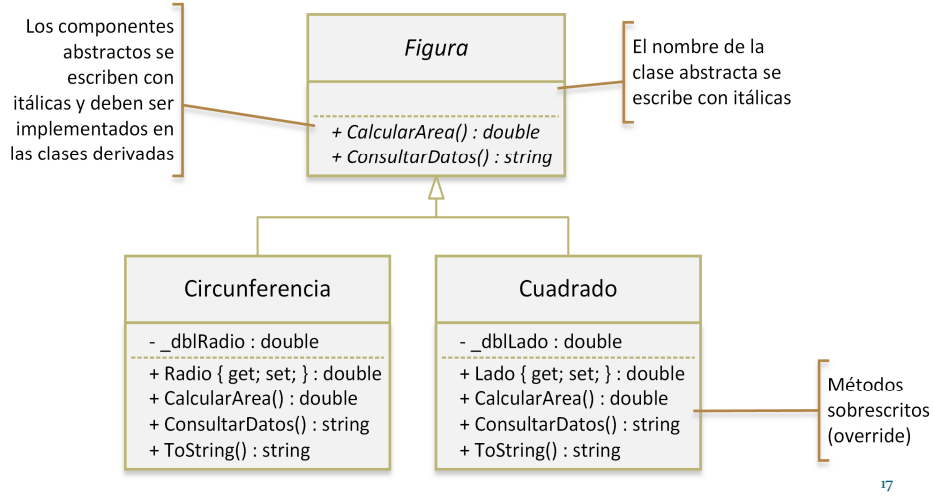 Los componentes
abstractos se
escriben con
itálicas y deben ser
implementados en
las clases derivadas
Figura
+ CalcularArea() : double
+ ConsultarDatos() : string
El nombre de la
clase abstracta se
escribe con itálicas
Circunferencia
- _dblRadio : double
+ Radio { get; set; } : double
+ CalcularArea() : double
+ ConsultarDatos() : string
+ ToString() : string
Cuadrado
- _dblLado : double
+ Lado { get; set; } : double
+ CalcularArea() : double
+ ConsultarDatos() : string
+ ToString() : string
Métodos
sobrescritos
(override)
17